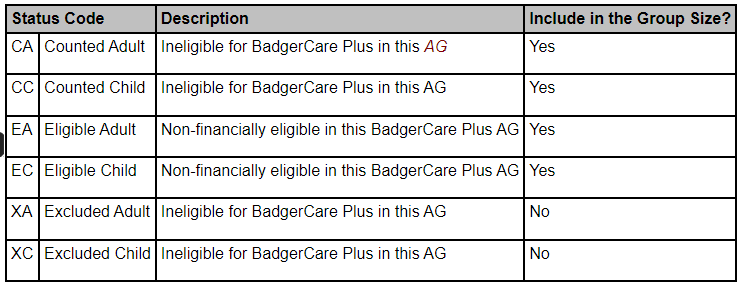 Status Code Description Include in the Group Size?
CA Counted Adult Ineligible for BadgerCare Plus in this AG Yes
CC Counted Child Ineligible for BadgerCare Plus in this AG Yes
EA Eligible Adult Non-financially eligible in this BadgerCare Plus AG Yes
EC Eligible Child Non-financially eligible in this BadgerCare Plus AG Yes
XA Excluded Adult Ineligible for BadgerCare Plus in this AG No
XC Excluded Child Ineligible for BadgerCare Plus in this AG No